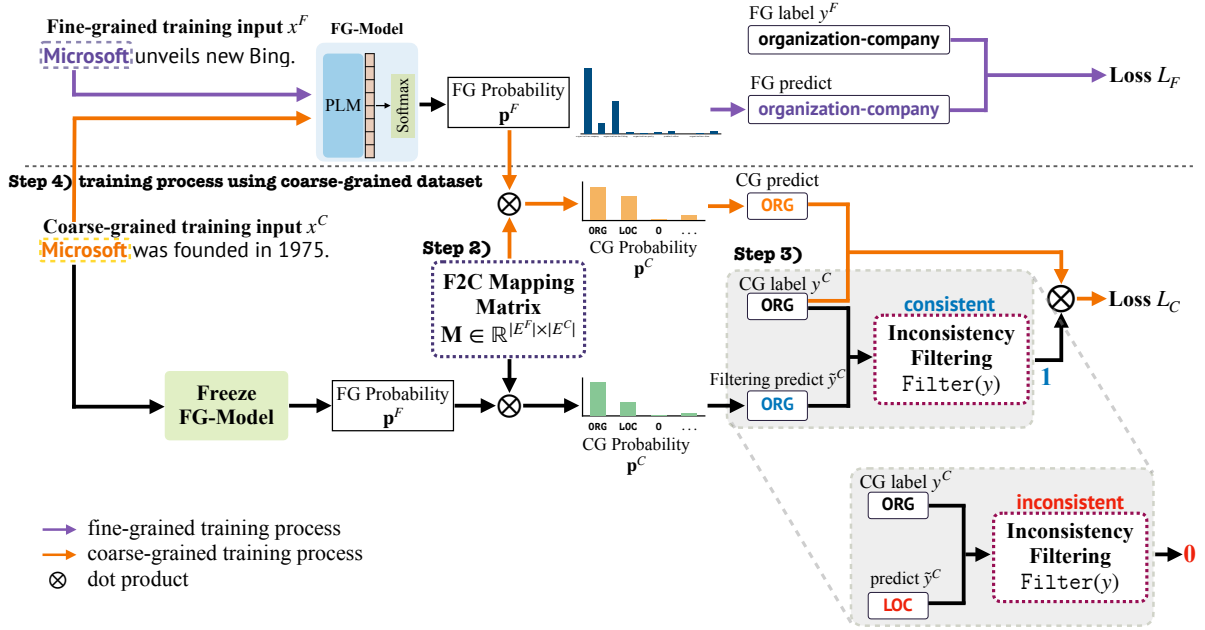 Fine-grained training input x^F
Microsoft unveils new Bing.
FG-Model
PLM
Softmax
FG Probability
p^F
FG label y^F
organization-company
FG predict
organization-company
Loss L_F
Step 4) training process using coarse-grained dataset
Coarse-grained training input x^C
Microsoft was founded in 1975.
Step 2)
F2C Mapping
Matrix
M ∈ ℝ^{|E^F|×|E^C|}
ORG LOC O ...
CG Probability
p^C
CG predict
ORG
Step 3)
CG label y^C
ORG
consistent
Inconsistency
Filtering
Filter(y)
1
Loss L_C
Freeze
FG-Model
FG Probability
p^F
ORG LOC O ...
CG Probability
p^C
Filtering predict ỹ^C
ORG
CG label y^C
ORG
inconsistent
Inconsistency
Filtering
Filter(y)
0
predict ỹ^C
LOC
fine-grained training process
coarse-grained training process
dot product